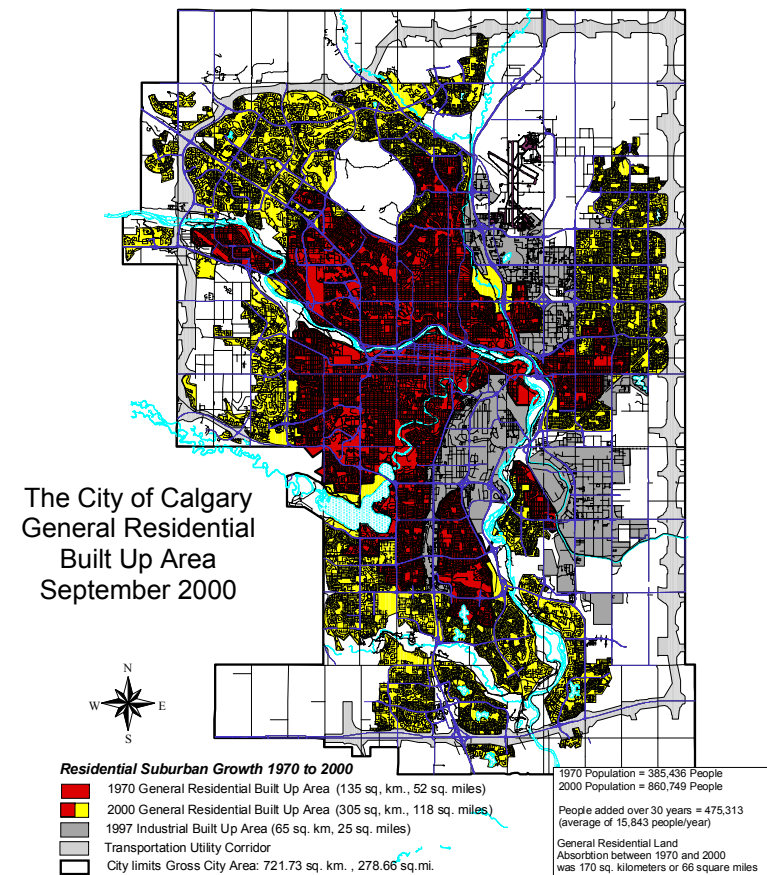 The City of Calgary
General Residential
Built Up Area
September 2000
N
W
E
S
Residential Suburban Growth 1970 to 2000
1970 General Residential Built Up Area (135 sq, km., 52 sq. miles)
2000 General Residential Built Up Area (305 sq, km., 118 sq. miles)
1997 Industrial Built Up Area (65 sq. km, 25 sq. miles)
Transportation Utility Corridor
City limits Gross City Area: 721.73 sq. km. , 278.66 sq.mi.
1970 Population = 385,436 People
2000 Population = 860,749 People
People added over 30 years = 475,313
(average of 15,843 people/year)
General Residential Land
Absorbtion between 1970 and 2000
was 170 sq. kilometers or 66 square miles